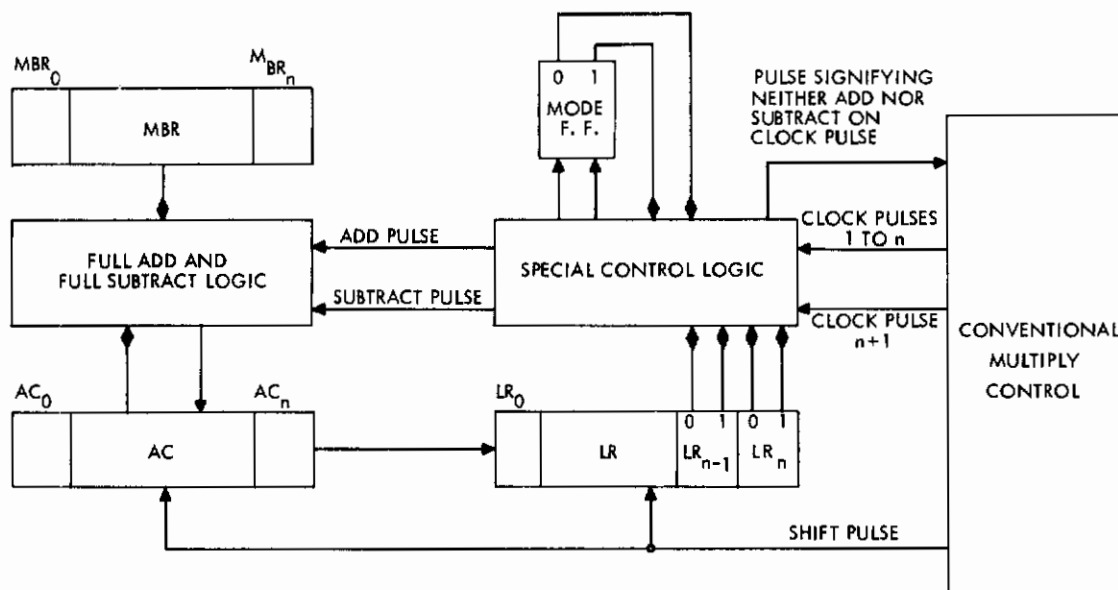 MBR0
MBRn
MBR
0 1
MODE
F. F.
PULSE SIGNIFYING
NEITHER ADD NOR
SUBTRACT ON
CLOCK PULSE
FULL ADD AND
FULL SUBTRACT LOGIC
ADD PULSE
SUBTRACT PULSE
SPECIAL CONTROL LOGIC
CLOCK PULSES
1 TO n
CLOCK PULSE
n+1
CONVENTIONAL
MULTIPLY
CONTROL
AC0
ACn
AC
LR0
LR
0 1
LRn-1
0 1
LRn
SHIFT PULSE